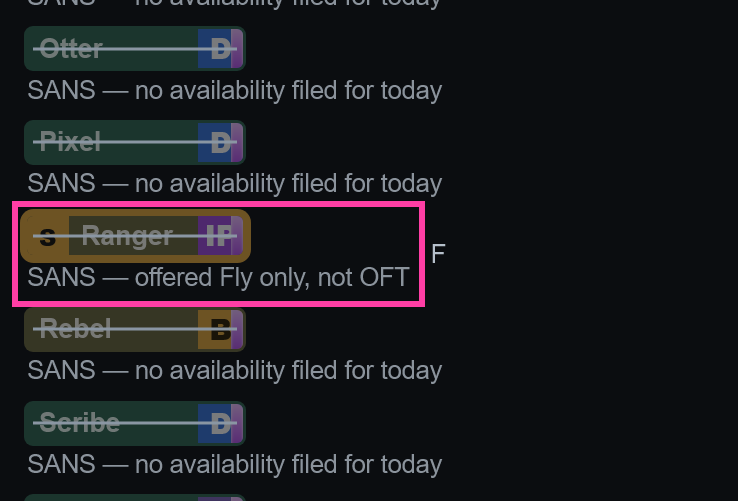 SANS — no availability filed for today
Otter D
SANS — no availability filed for today
Pixel D
SANS — no availability filed for today
s Ranger IP
F
SANS — offered Fly only, not OFT
Rebel B
SANS — no availability filed for today
Scribe D
SANS — no availability filed for today